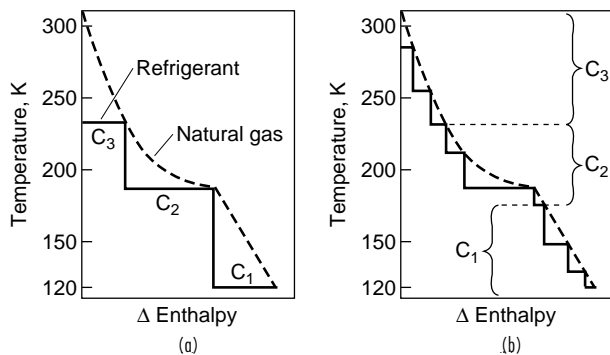 300
250
200
150
120
Temperature, K
Refrigerant
Natural gas
C3
C2
C1
Δ Enthalpy
(a)
300
250
200
150
120
Temperature, K
C3
C2
C1
Δ Enthalpy
(b)